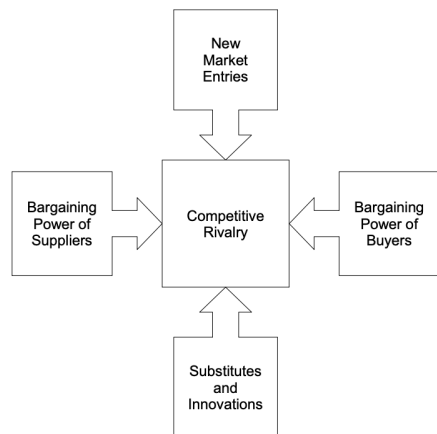 New
Market
Entries
Bargaining
Power of
Suppliers
Competitive
Rivalry
Bargaining
Power of
Buyers
Substitutes
and
Innovations